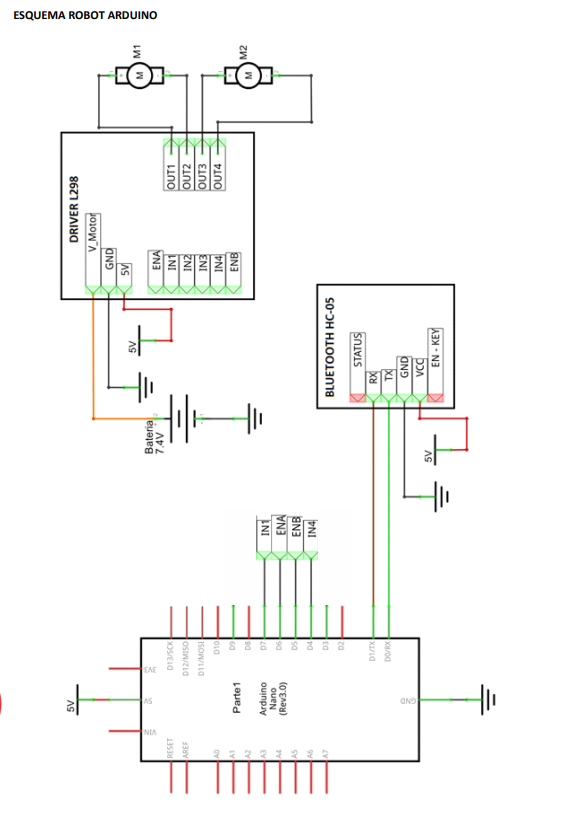 ESQUEMA ROBOT ARDUINO
M1
M
M2
M
DRIVER L298
OUT1
OUT2
OUT3
OUT4
V_Motor
GND
5V
ENA
IN1
IN2
IN3
IN4
ENB
5V
Bateria
7.4V
BLUETOOTH HC-05
STATUS
RX
TX
GND
VCC
EN - KEY
5V
IN1
ENA
ENB
IN4
D13/SCK
D12/MISO
D11/MOSI
D10
D9
D8
D7
D6
D5
D4
D3
D2
D1/TX
D0/RX
5V
3V3
5V
VIN
Parte1
Arduino
Nano
(Rev3.0)
GND
RESET
AREF
A0
A1
A2
A3
A4
A5
A6
A7